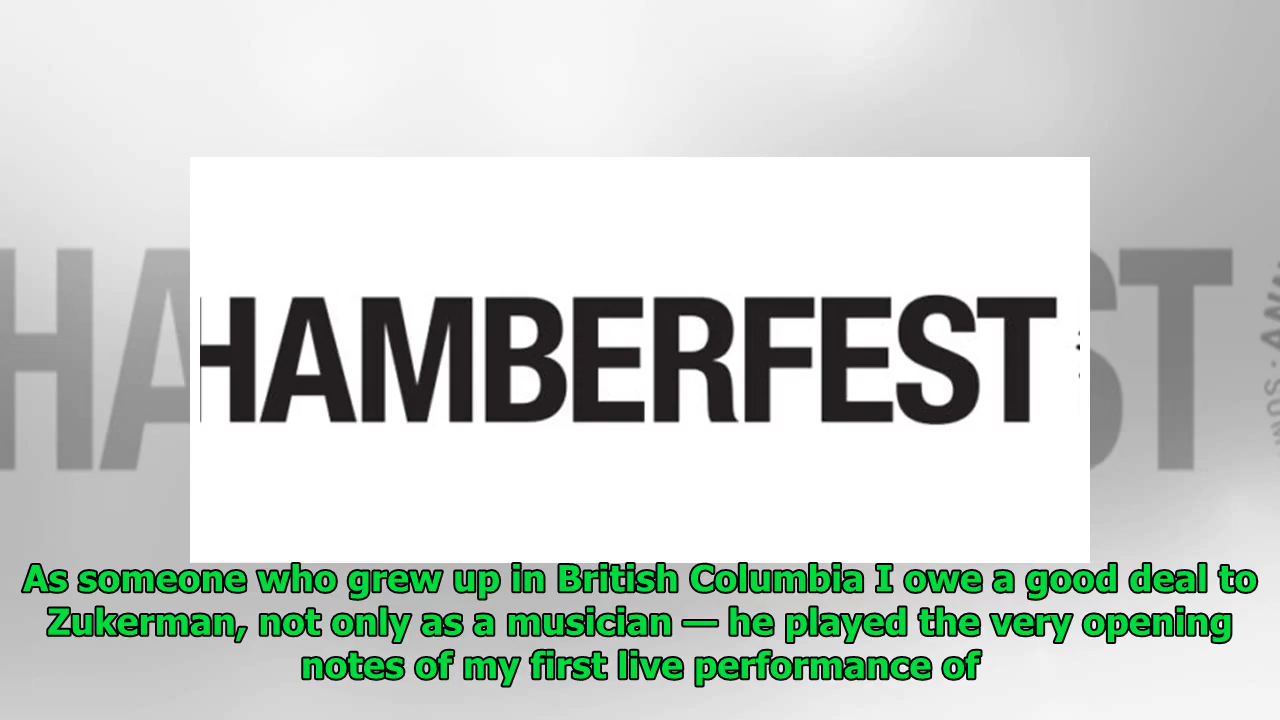 HAMBERFEST
As someone who grew up in British Columbia I owe a good deal to
Zukerman, not only as a musician — he played the very opening
notes of my first live performance of